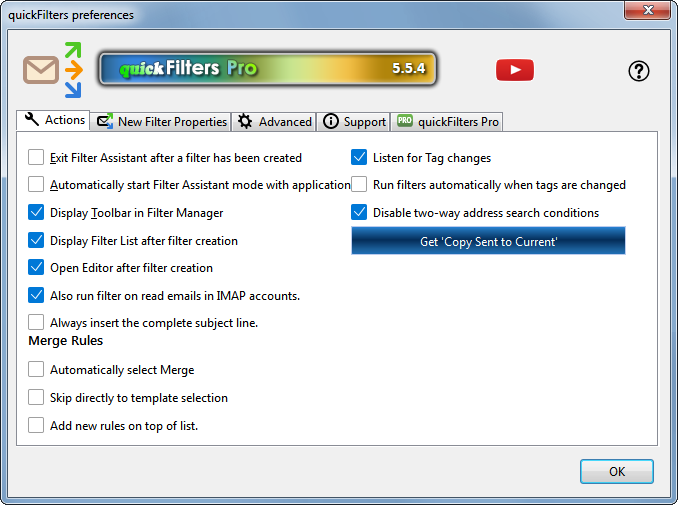 quickFilters preferences
quickFilters Pro 5.5.4
Actions New Filter Properties Advanced Support PRO quickFilters Pro
Exit Filter Assistant after a filter has been created
Automatically start Filter Assistant mode with application
Display Toolbar in Filter Manager
Display Filter List after filter creation
Open Editor after filter creation
Also run filter on read emails in IMAP accounts.
Always insert the complete subject line.
Merge Rules
Automatically select Merge
Skip directly to template selection
Add new rules on top of list.
Listen for Tag changes
Run filters automatically when tags are changed
Disable two-way address search conditions
Get 'Copy Sent to Current'
OK